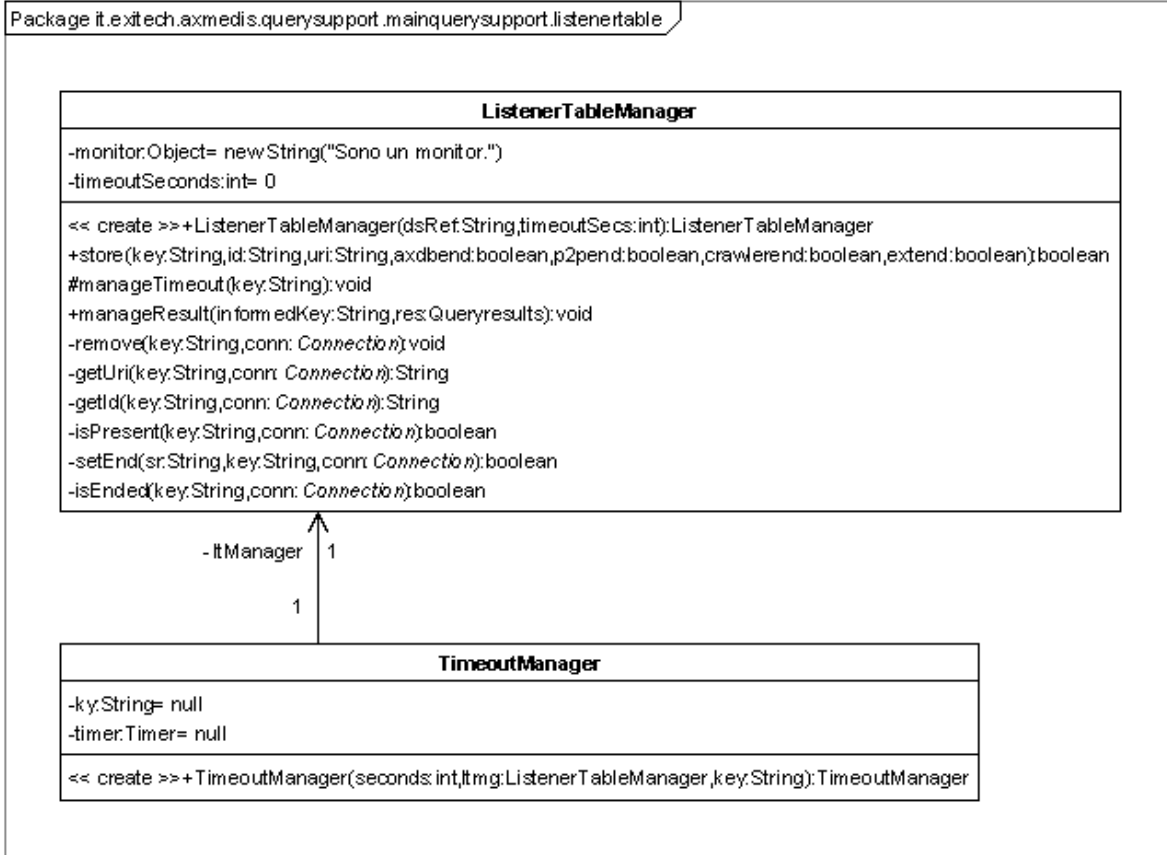 Package it.exitech.axmedis.querysupport.mainquerysupport.listenertable
ListenerTableManager
-monitor:Object= new String("Sono un monitor.")
-timeoutSeconds:int= 0
<< create >>+ListenerTableManager(dsRef:String,timeoutSecs:int):ListenerTableManager
+store(key:String,id:String,uri:String,axdbend:boolean,p2pend:boolean,crawlerend:boolean,extend:boolean):boolean
#manageTimeout(key:String):void
+manageResult(informedKey:String,res:Queryresults):void
-remove(key:String,conn: Connection):void
-getUri(key:String,conn: Connection):String
-getId(key:String,conn: Connection):String
-isPresent(key:String,conn: Connection):boolean
-setEnd(sr:String,key:String,conn: Connection):boolean
-isEnded(key:String,conn: Connection):boolean
-ltManager 1
1
TimeoutManager
-ky:String= null
-timer:Timer= null
<< create >>+TimeoutManager(seconds:int,ltmg:ListenerTableManager,key:String):TimeoutManager